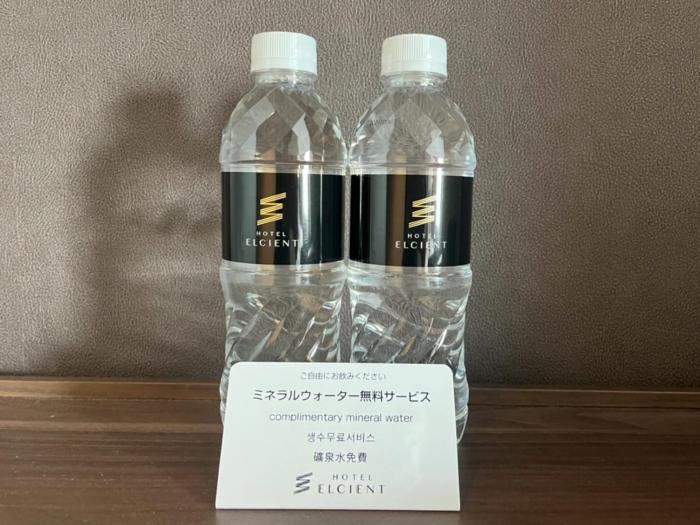 HOTEL
ELCIENT
HOTEL
ELCIENT
ご自由にお飲みください
ミネラルウォーター無料サービス
complimentary mineral water
생수무료서비스
礦泉水免費
HOTEL
ELCIENT